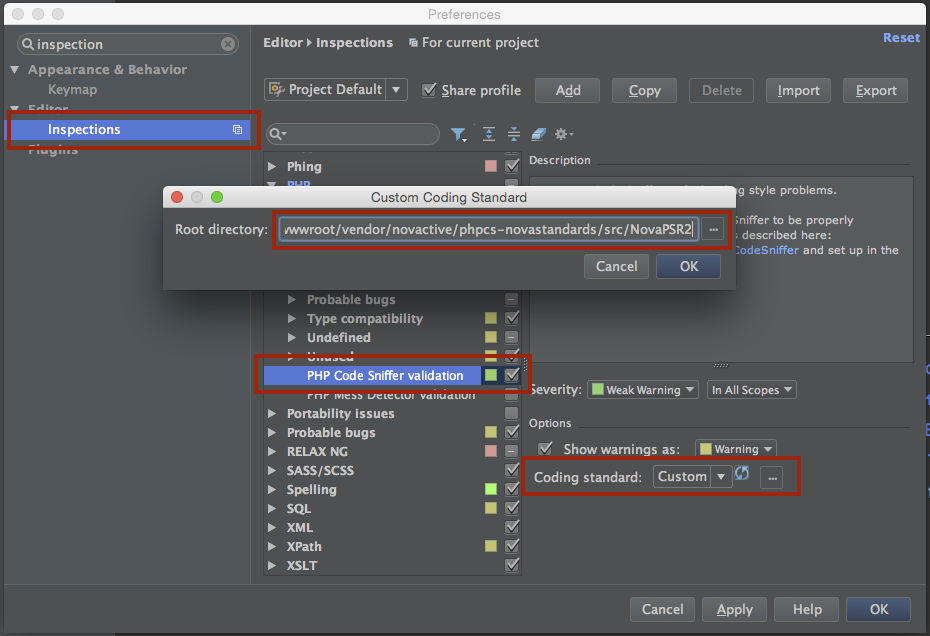 Preferences
inspection
Appearance & Behavior
Keymap
Editor
Inspections
Plugins
Editor ▸ Inspections For current project
Reset
Project Default
Share profile
Add
Copy
Delete
Import
Export
Phing
PHP
Custom Coding Standard
Root directory:
wwwroot/vendor/novactive/phpcs-novastandards/src/NovaPSR2
...
Cancel
OK
Probable bugs
Type compatibility
Undefined
Unused
PHP Code Sniffer validation
PHP Mess Detector validation
Portability issues
Probable bugs
RELAX NG
SASS/SCSS
Spelling
SQL
XML
XPath
XSLT
Description
style problems.
Sniffer to be properly
s described here:
CodeSniffer and set up in the
Severity:
Weak Warning
In All Scopes
Options
Show warnings as:
Warning
Coding standard:
Custom
...
Cancel
Apply
Help
OK